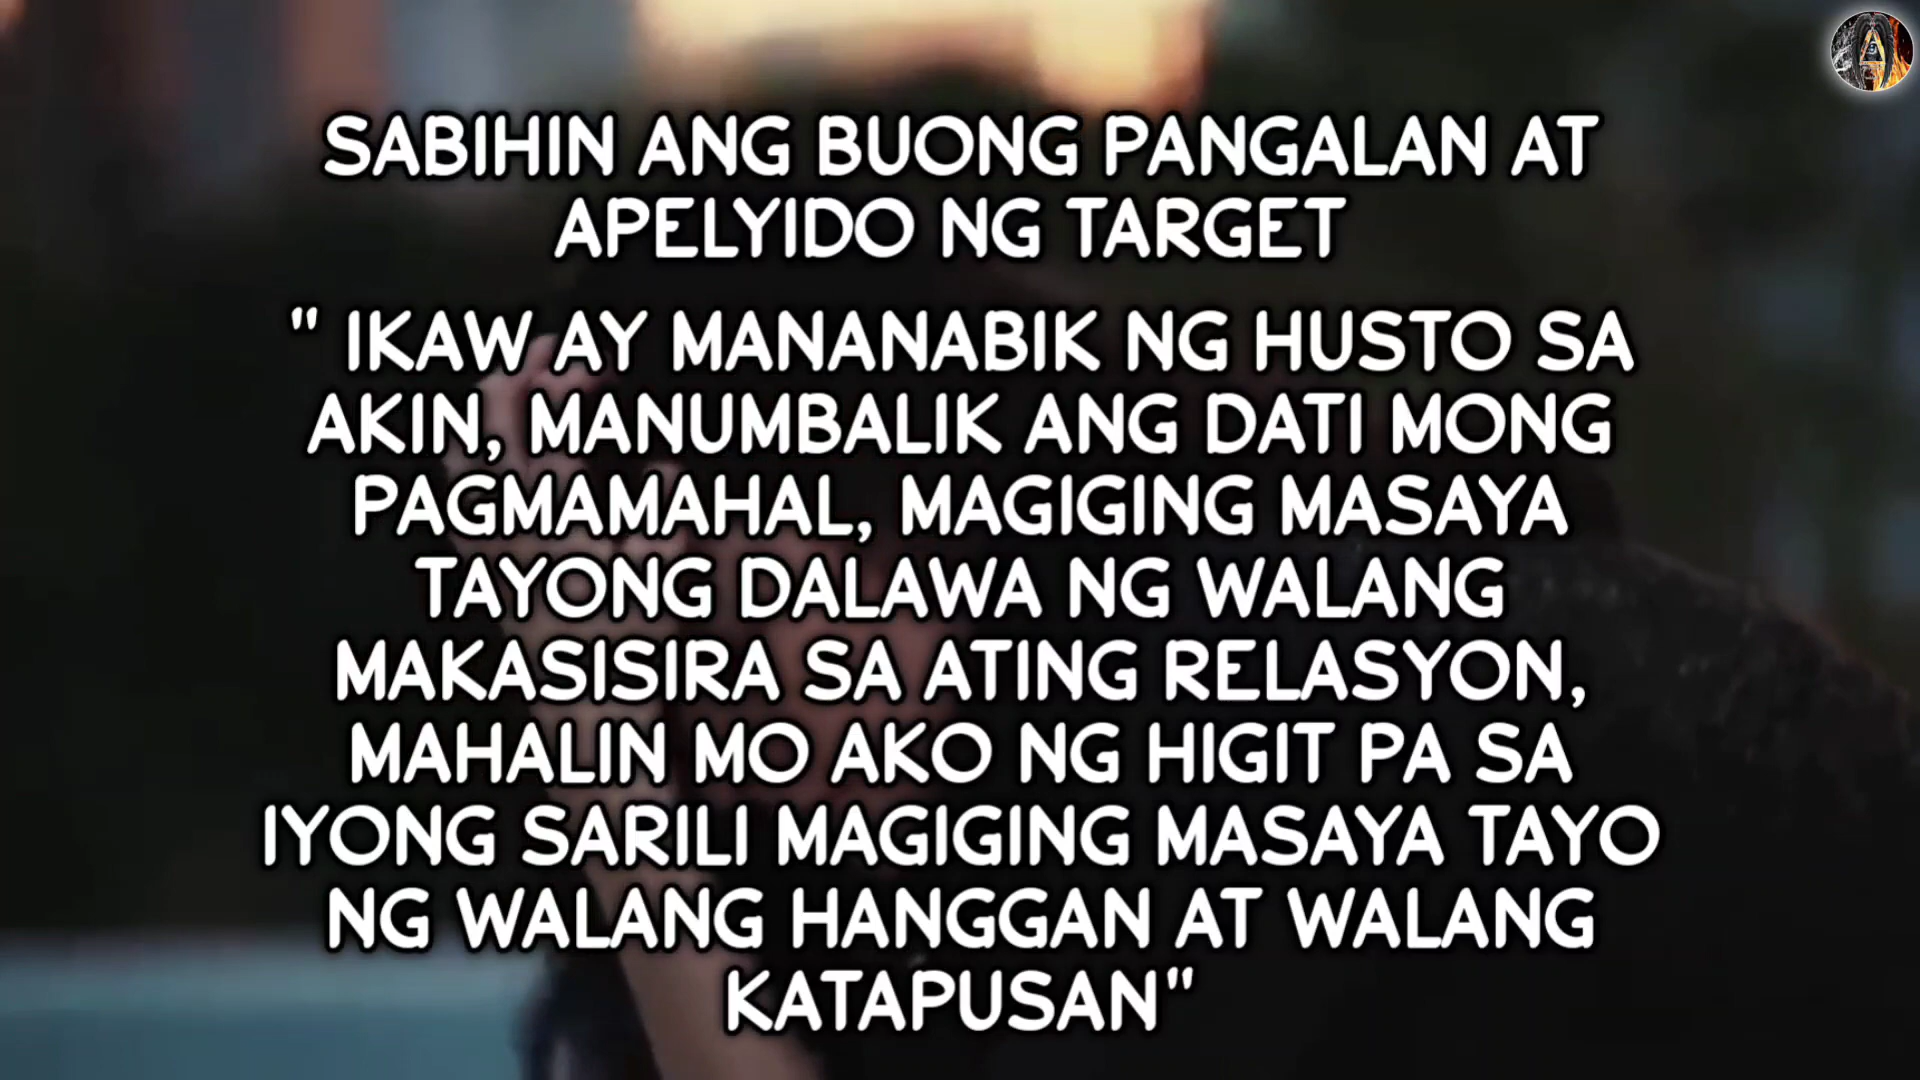 SABIHIN ANG BUONG PANGALAN AT
APELYIDO NG TARGET
" IKAW AY MANANABIK NG HUSTO SA
AKIN, MANUMBALIK ANG DATI MONG
PAGMAMAHAL, MAGIGING MASAYA
TAYONG DALAWA NG WALANG
MAKASISIRA SA ATING RELASYON,
MAHALIN MO AKO NG HIGIT PA SA
IYONG SARILI MAGIGING MASAYA TAYO
NG WALANG HANGGAN AT WALANG
KATAPUSAN"